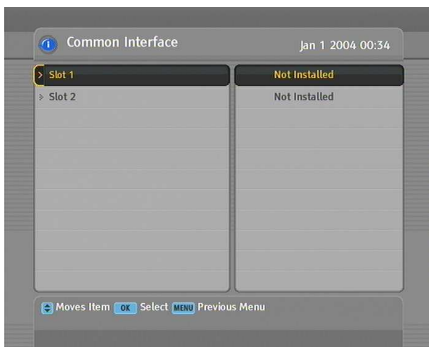 Common Interface
Jan 1 2004 00:34
Slot 1 Not Installed
Slot 2 Not Installed
Moves Item OK Select MENU Previous Menu